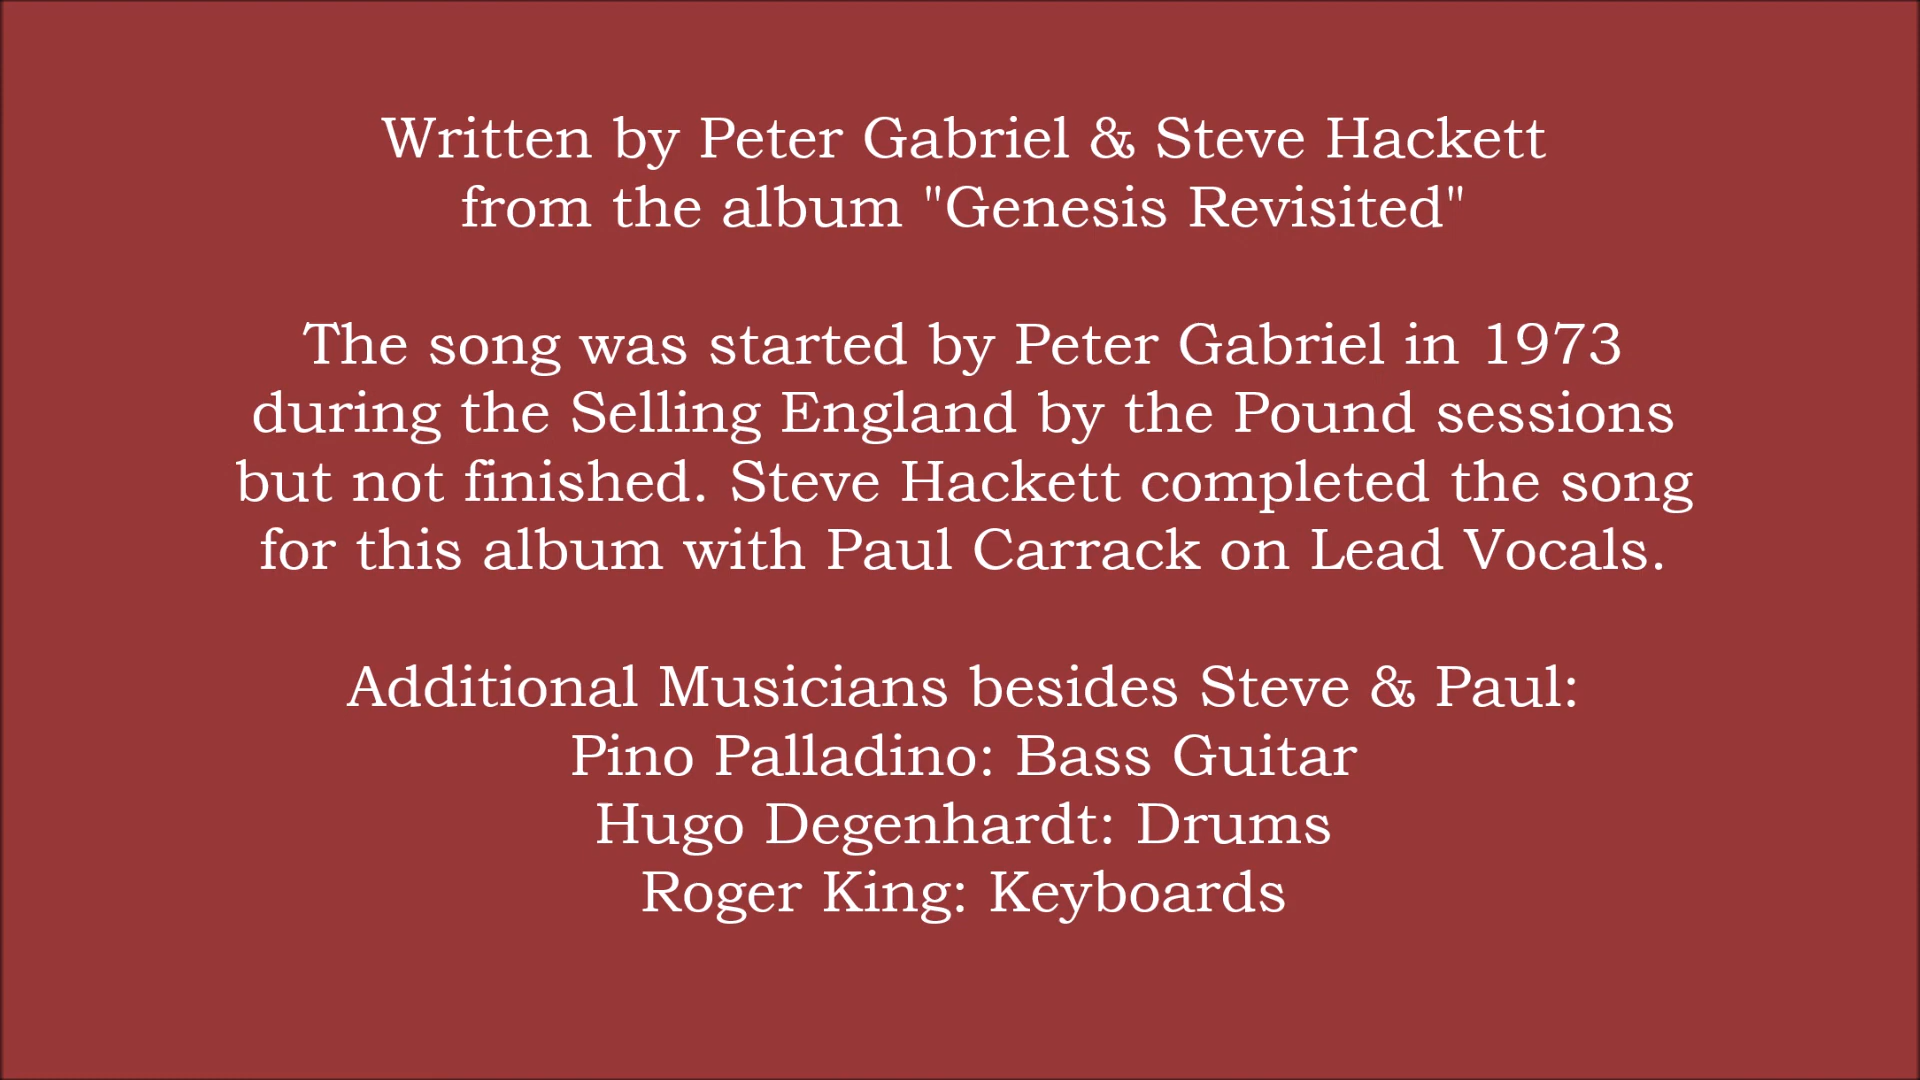 Written by Peter Gabriel & Steve Hackett
from the album "Genesis Revisited"
The song was started by Peter Gabriel in 1973
during the Selling England by the Pound sessions
but not finished. Steve Hackett completed the song
for this album with Paul Carrack on Lead Vocals.
Additional Musicians besides Steve & Paul:
Pino Palladino: Bass Guitar
Hugo Degenhardt: Drums
Roger King: Keyboards